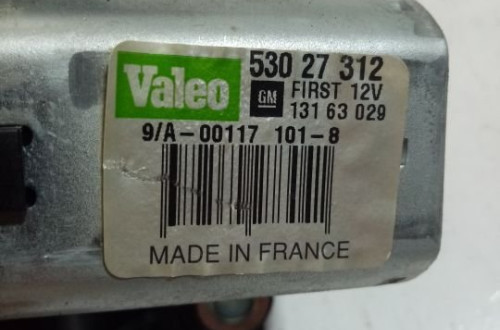 Valeo 530 27 312
GM FIRST 12V
131 63 029
9/A-00117 101-8
MADE IN FRANCE